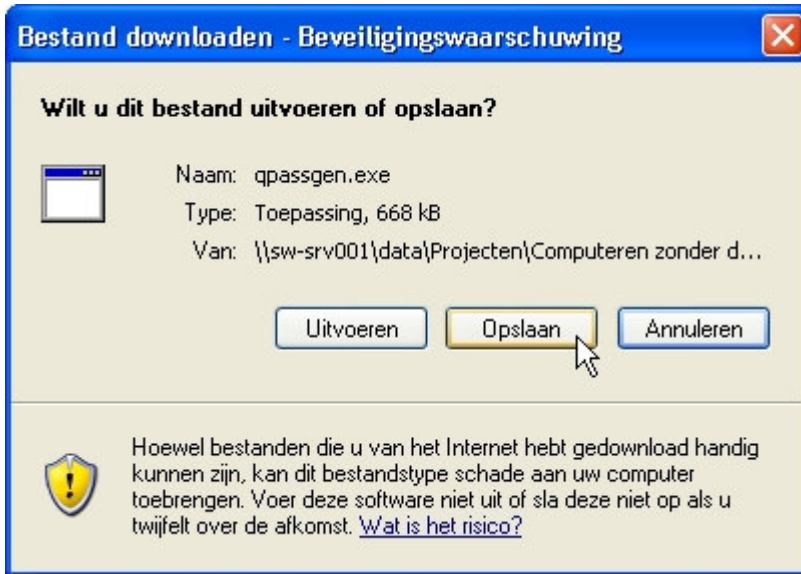 Bestand downloaden - Beveiligingswaarschuwing
Wilt u dit bestand uitvoeren of opslaan?
Naam: qpassgen.exe
Type: Toepassing, 668 kB
Van: \\sw-srv001\data\Projecten\Computeren zonder d...
Uitvoeren Opslaan Annuleren
Hoewel bestanden die u van het Internet hebt gedownload handig
kunnen zijn, kan dit bestandstype schade aan uw computer
toebrengen. Voer deze software niet uit of sla deze niet op als u
twijfelt over de afkomst. Wat is het risico?